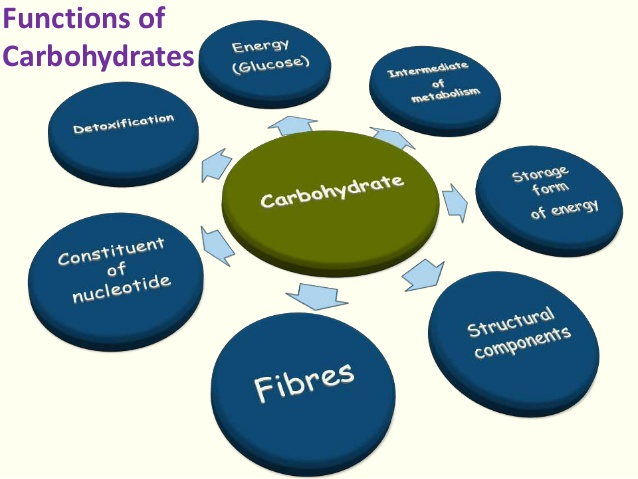 Functions of
Carbohydrates
Energy
(Glucose)
Intermediate
of
metabolism
Storage
form
of energy
Structural
components
Fibres
Constituent
of
nucleotide
Detoxification
Carbohydrate